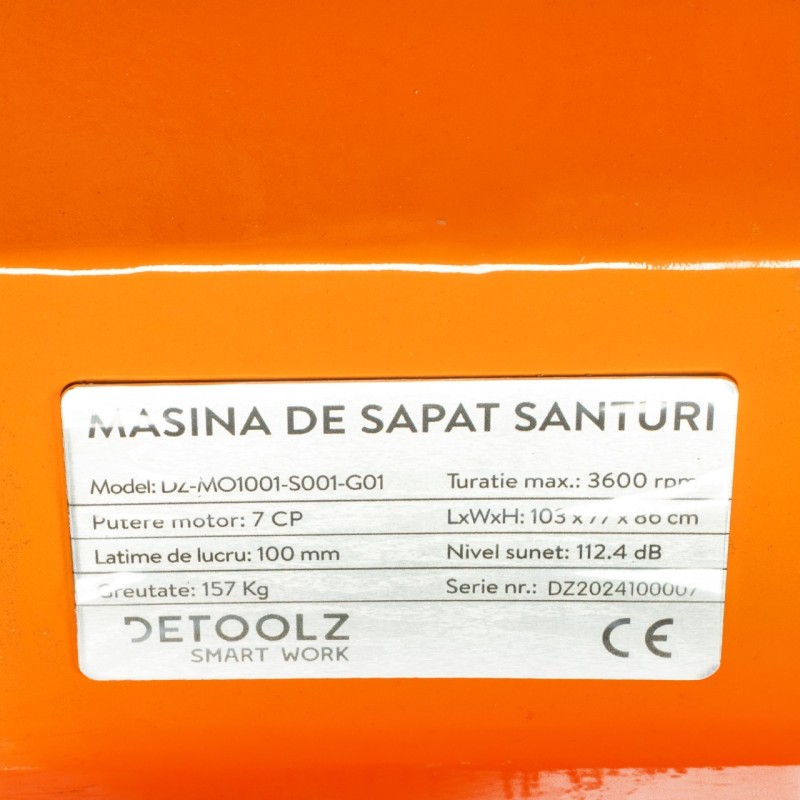 MASINA DE SAPAT SANTURI
Model: DZ-MO1001-S001-G01
Turatie max.: 3600 rpm
Putere motor: 7 CP
LxWxH: 103 x 77 x 86 cm
Latime de lucru: 100 mm
Nivel sunet: 112.4 dB
Greutate: 157 Kg
Serie nr.: DZ2024100007
DETOOLZ
SMART WORK
CE